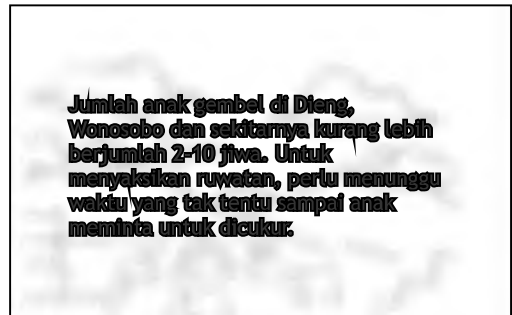 Jumlah anak gembel di Dieng,
Wonosobo dan sekitarnya kurang lebih
berjumlah 2-10 jiwa. Untuk
menyaksikan ruwatan, perlu menunggu
waktu yang tak tentu sampai anak
meminta untuk dicukur.